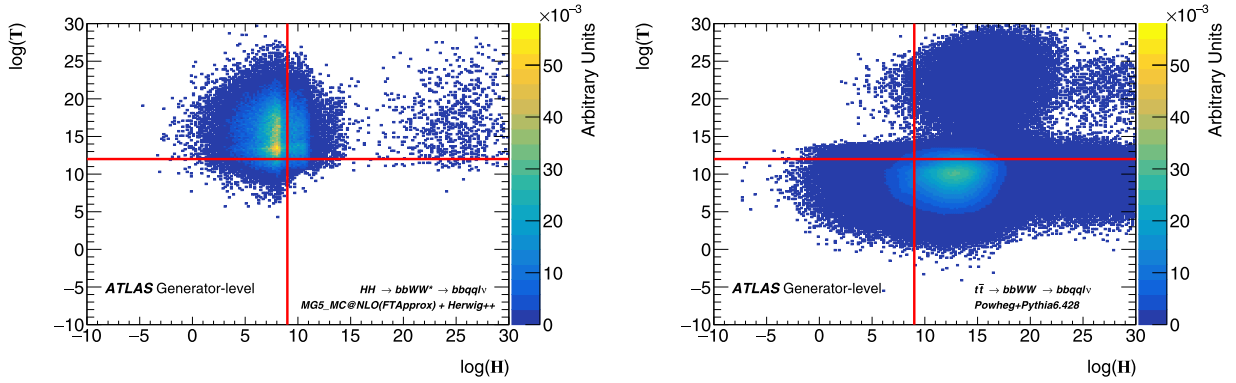 log(T)
30
25
20
15
10
5
0
−5
−10
ATLAS Generator-level
HH → bbWW* → bbqqlν
MG5_MC@NLO(FTApprox) + Herwig++
−10 −5 0 5 10 15 20 25 30
log(H)
×10⁻³
50
40
30
20
10
0
Arbitrary Units
log(T)
30
25
20
15
10
5
0
−5
−10
ATLAS Generator-level
tt̄ → bbWW → bbqqlν
Powheg+Pythia6.428
−10 −5 0 5 10 15 20 25 30
log(H)
×10⁻³
50
40
30
20
10
0
Arbitrary Units